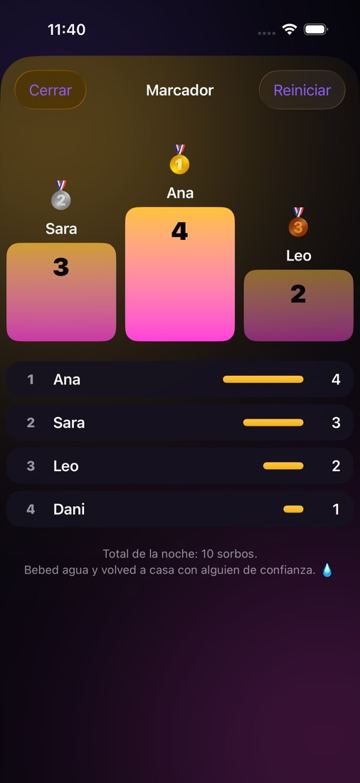 11:40
Cerrar
Marcador
Reiniciar
1
Ana
4
2
Sara
3
3
Leo
2
1 Ana 4
2 Sara 3
3 Leo 2
4 Dani 1
Total de la noche: 10 sorbos.
Bebed agua y volved a casa con alguien de confianza. 💧